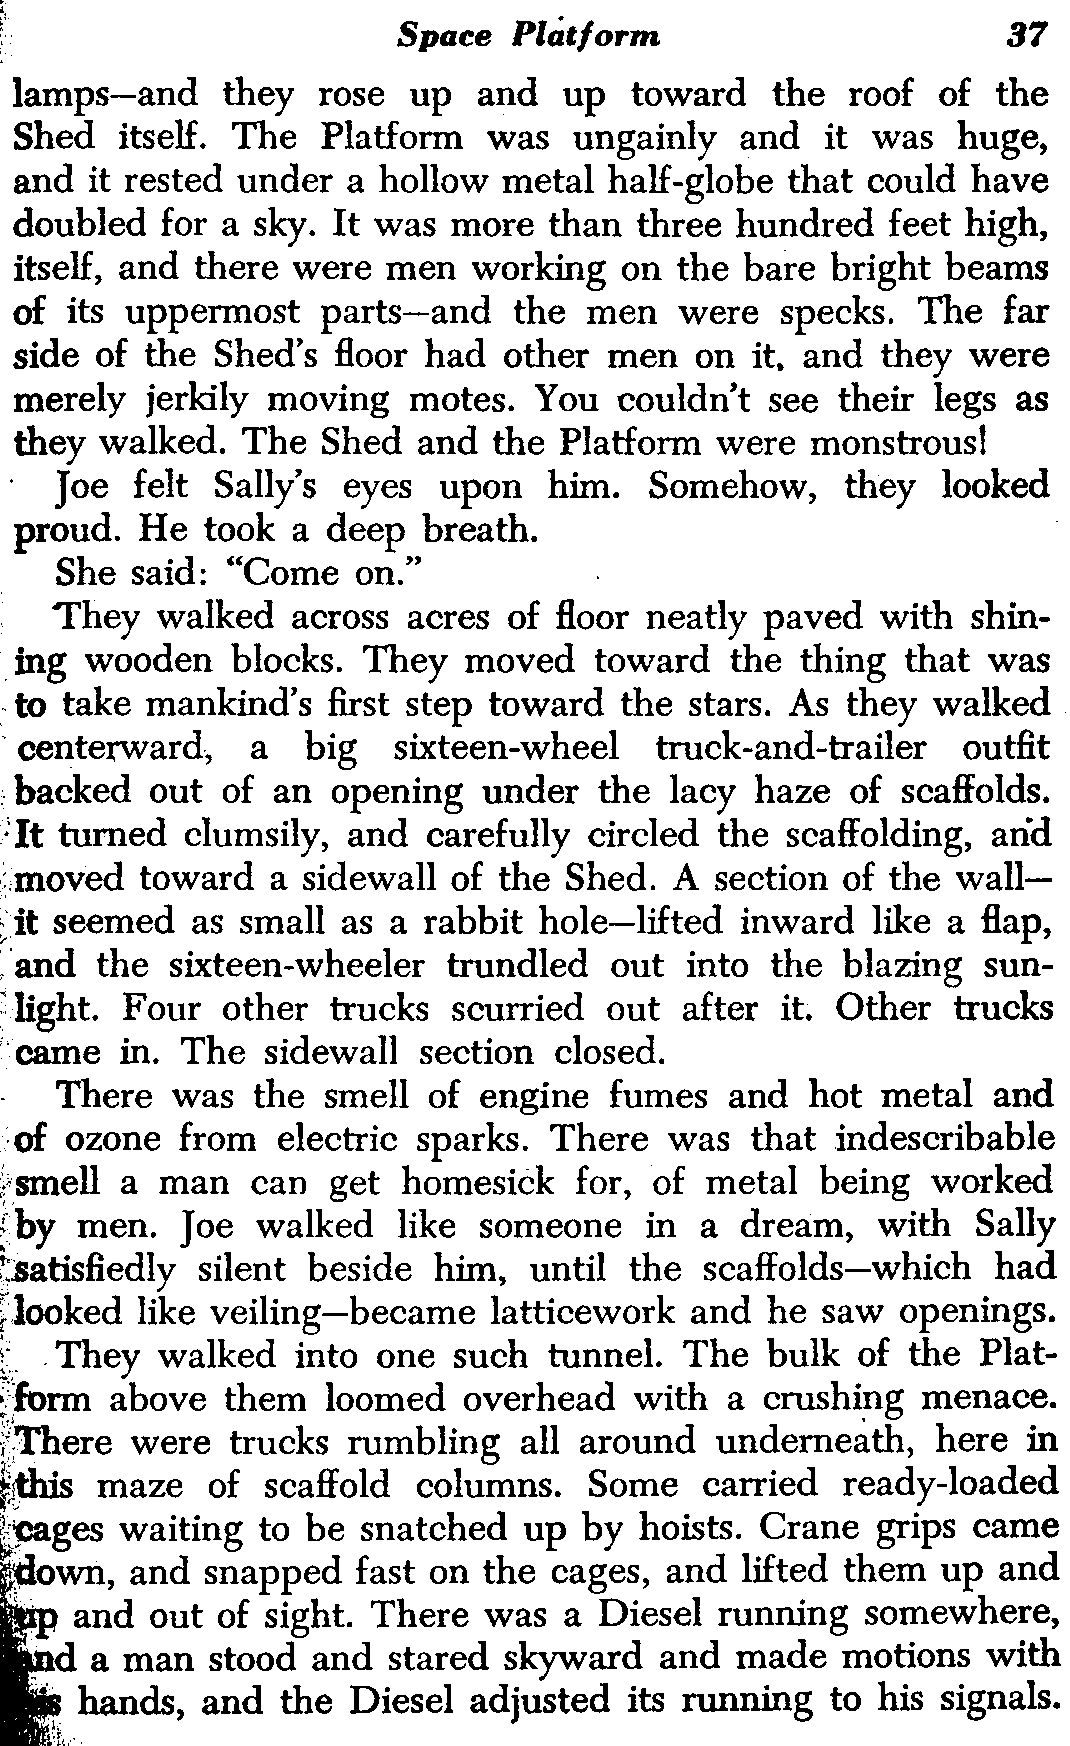 Space Platform 37
lamps—and they rose up and up toward the roof of the
Shed itself. The Platform was ungainly and it was huge,
and it rested under a hollow metal half-globe that could have
doubled for a sky. It was more than three hundred feet high,
itself, and there were men working on the bare bright beams
of its uppermost parts—and the men were specks. The far
side of the Shed's floor had other men on it, and they were
merely jerkily moving motes. You couldn't see their legs as
they walked. The Shed and the Platform were monstrous!
Joe felt Sally's eyes upon him. Somehow, they looked
proud. He took a deep breath.
She said: “Come on.”
They walked across acres of floor neatly paved with shin-
ing wooden blocks. They moved toward the thing that was
to take mankind's first step toward the stars. As they walked
centerward, a big sixteen-wheel truck-and-trailer outfit
backed out of an opening under the lacy haze of scaffolds.
It turned clumsily, and carefully circled the scaffolding, and
moved toward a sidewall of the Shed. A section of the wall—
it seemed as small as a rabbit hole—lifted inward like a flap,
and the sixteen-wheeler trundled out into the blazing sun-
light. Four other trucks scurried out after it. Other trucks
came in. The sidewall section closed.
There was the smell of engine fumes and hot metal and
of ozone from electric sparks. There was that indescribable
smell a man can get homesick for, of metal being worked
by men. Joe walked like someone in a dream, with Sally
satisfiedly silent beside him, until the scaffolds—which had
looked like veiling—became latticework and he saw openings.
They walked into one such tunnel. The bulk of the Plat-
form above them loomed overhead with a crushing menace.
There were trucks rumbling all around underneath, here in
this maze of scaffold columns. Some carried ready-loaded
cages waiting to be snatched up by hoists. Crane grips came
down, and snapped fast on the cages, and lifted them up and
up and out of sight. There was a Diesel running somewhere,
and a man stood and stared skyward and made motions with
his hands, and the Diesel adjusted its running to his signals.